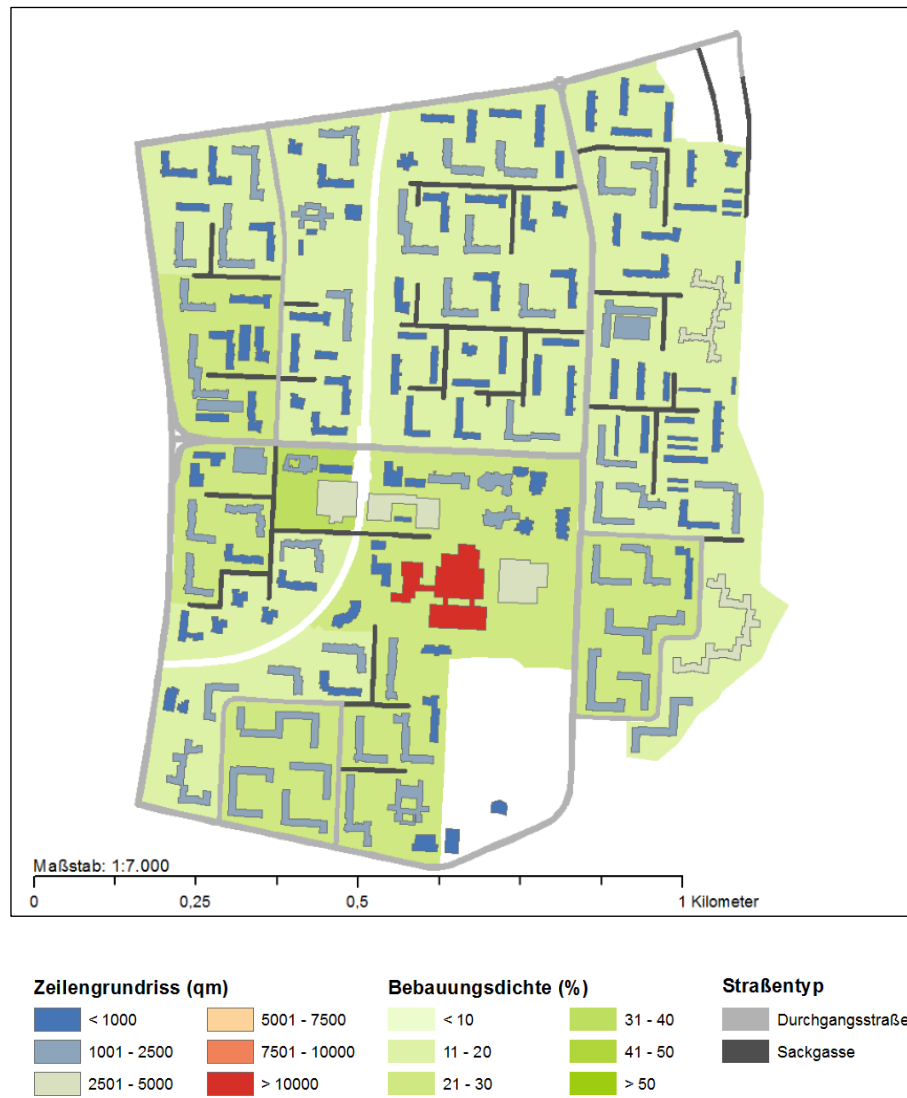 Maßstab: 1:7.000
0 0,25 0,5 1 Kilometer
Zeilengrundriss (qm) Bebauungsdichte (%) Straßentyp
< 1000 5001 - 7500 < 10 31 - 40 Durchgangsstraße
1001 - 2500 7501 - 10000 11 - 20 41 - 50 Sackgasse
2501 - 5000 > 10000 21 - 30 > 50